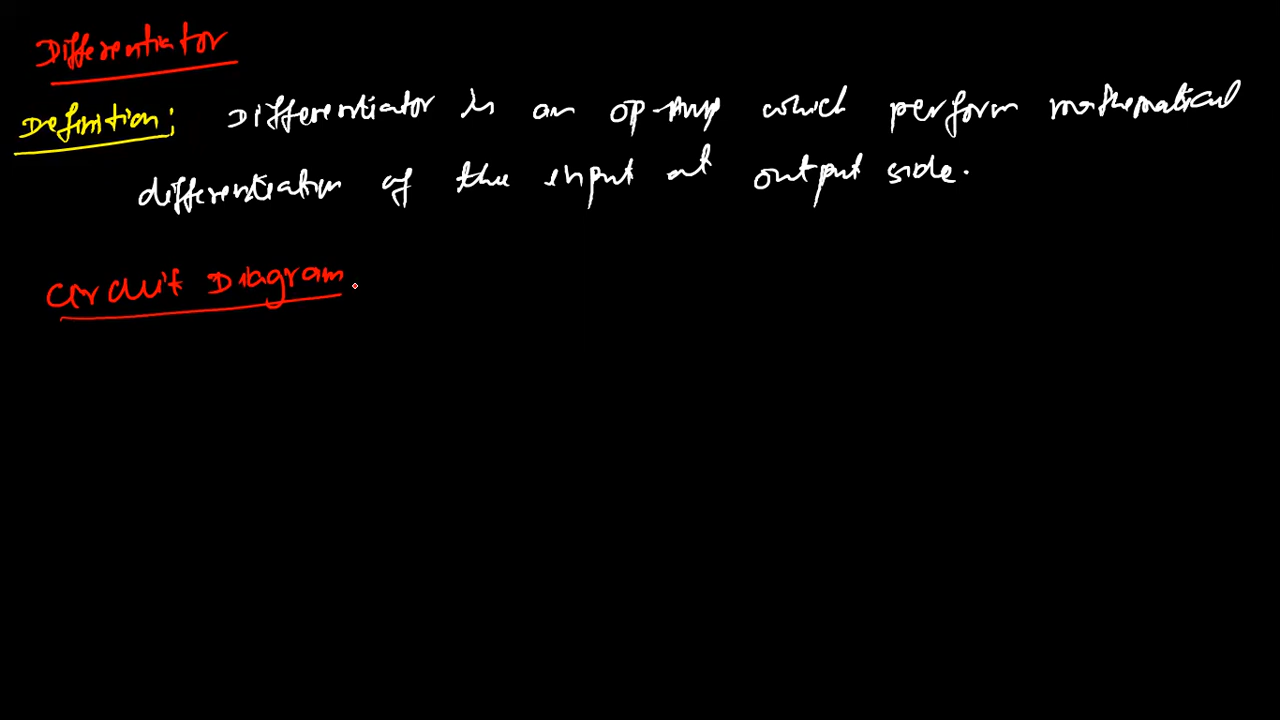 Differentiator
Definition: Differentiator is an op-Amp which perform mathematical
differentiation of the input at output side.
Circuit Diagram.